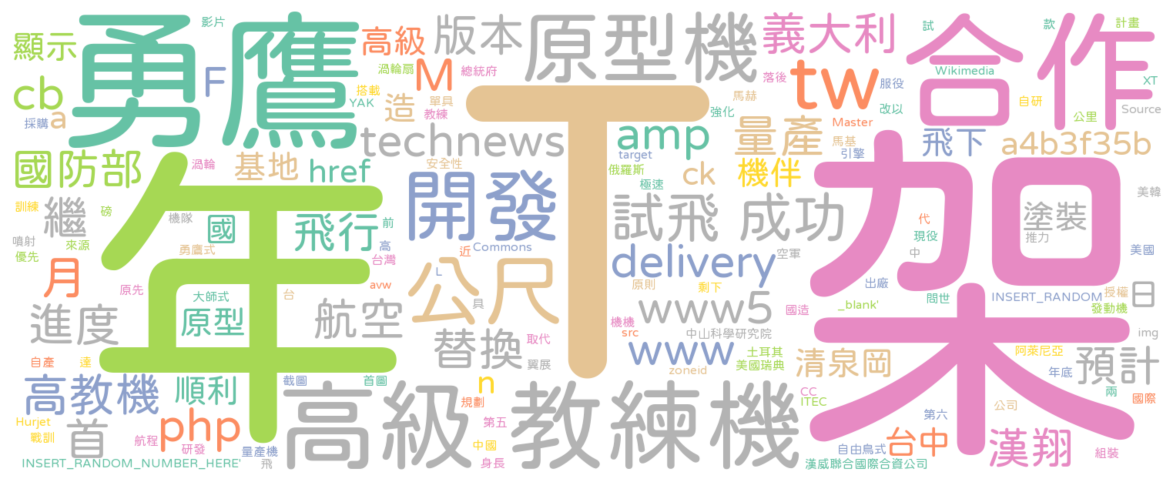 影片
試
款
計畫
勇鷹
顯示
F
高級
版本
原型機
義大利
合作
M
總統府
渦輪扇
搭載
cb
YAK
單具
教練
落後
馬赫
tw
服役
Wikimedia
XT
自研
公里
改以
Source
採購
a
造
強化
T
Master
technews
amp
量產
馬基
飛下
a4b3f35b
國防部
渦輪
基地
href
安全性
target
引擎
俄羅斯
極速
ck
機伴
架
訓練
磅
開發
美韓
繼
機隊
國
飛行
前
試飛
成功
代
現役
塗裝
推力
噴射
來源
優先
勇鷹式
高
台灣
近
Commons
空軍
中
美國
月
年
公尺
delivery
原則
剩下
出廠
原先
大師式
台
avw
L
具
_blank'
問世
INSERT_RANDOM
授權
日
進度
原型
航空
www5
國造
發動機
機機
替換
取代
src
中山科學研究院
img
自產
達
翼展
www
zoneid
土耳其
美國瑞典
清泉岡
阿萊尼亞
預計
高教機
順利
截圖
首圖
n
規劃
CC
ITEC
年底
兩
國際
Hurjet
戰訓
首
php
航程
研發
高級
教練機
第五
中國
身長
第六
公司
自由鳥式
台中
漢翔
組裝
INSERT_RANDOM_NUMBER_HERE'
量產機
飛
漢威聯合國際合資公司